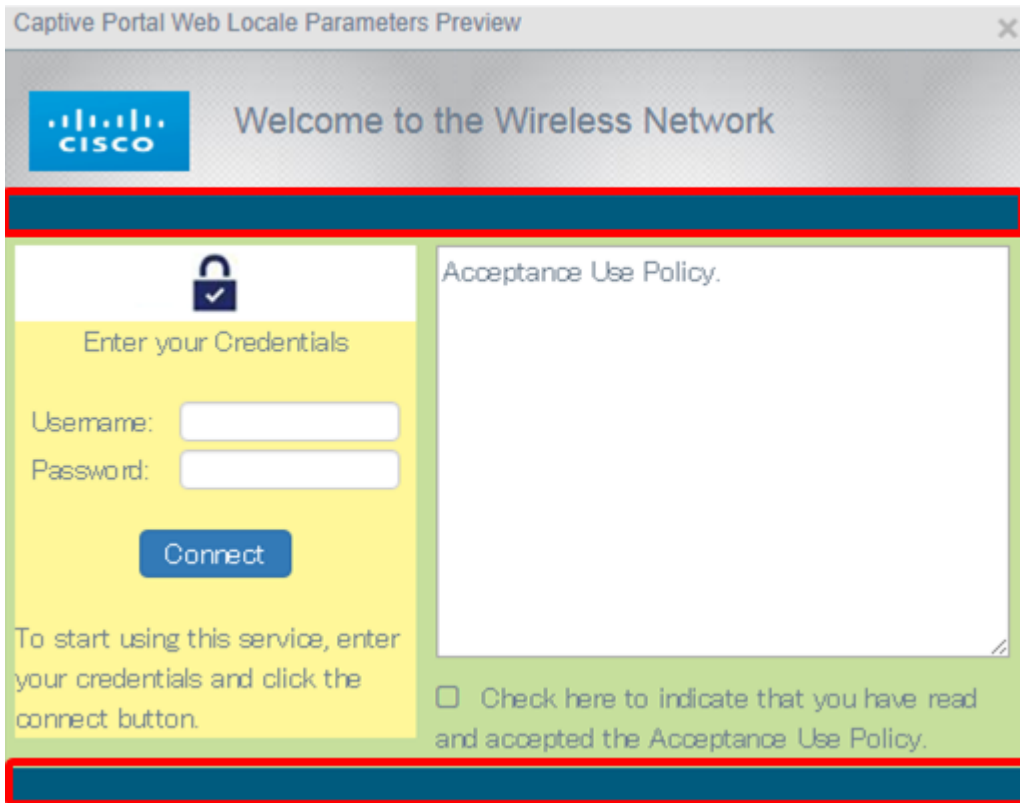 Captive Portal Web Locale Parameters Preview
CISCO
Welcome to the Wireless Network
Enter your Credentials
Username:
Password:
Connect
To start using this service, enter
your credentials and click the
connect button.
Acceptance Use Policy.
Check here to indicate that you have read
and accepted the Acceptance Use Policy.